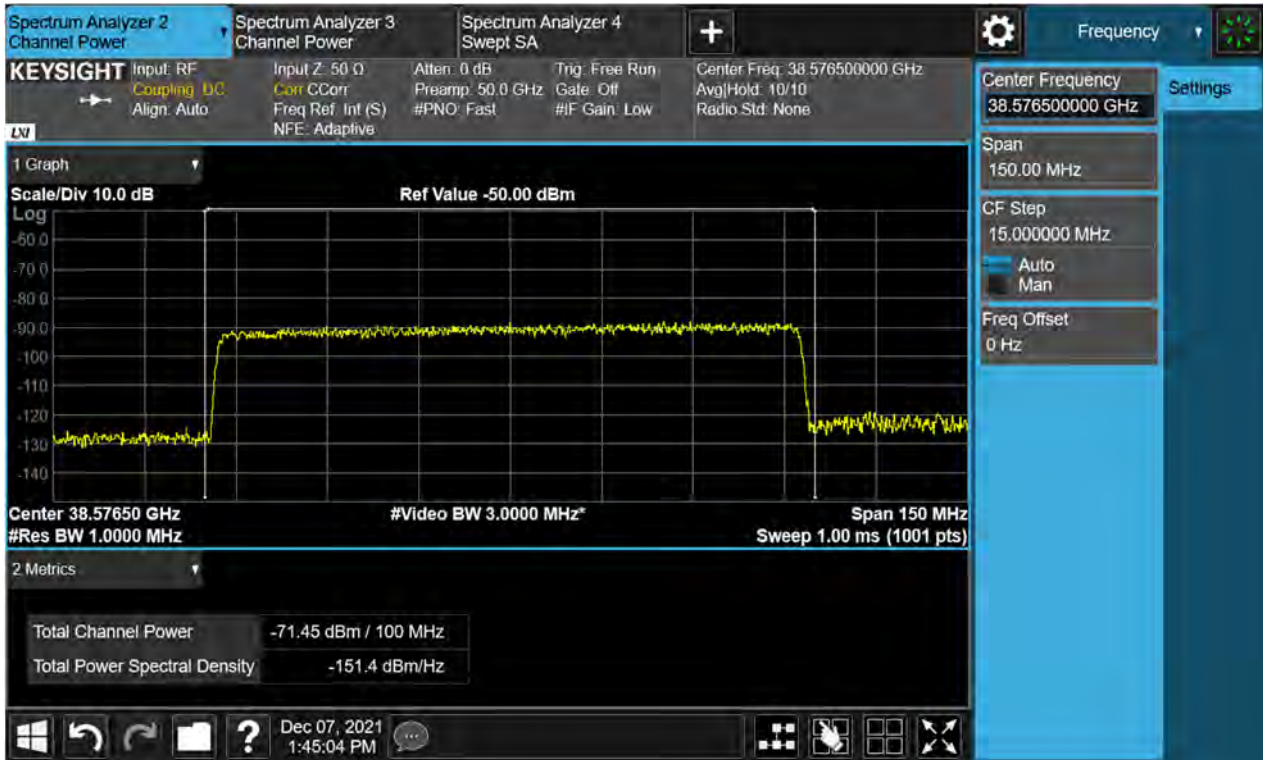 Spectrum Analyzer 2
Channel Power
Spectrum Analyzer 3
Channel Power
Spectrum Analyzer 4
Swept SA
+
Frequency
KEYSIGHT
LXI
Input: RF
Coupling: DC
Align: Auto
Input Z: 50 Ω
Corr CCorr
Freq Ref: Int (S)
NFE: Adaptive
Atten: 0 dB
Preamp: 50.0 GHz
#PNO: Fast
Trig: Free Run
Gate: Off
#IF Gain: Low
Center Freq: 38.576500000 GHz
Avg|Hold: 10/10
Radio Std: None
1 Graph
Scale/Div 10.0 dB
Ref Value -50.00 dBm
Log
-60.0
-70.0
-80.0
-90.0
-100
-110
-120
-130
-140
Center 38.57650 GHz
#Video BW 3.0000 MHz*
Span 150 MHz
#Res BW 1.0000 MHz
Sweep 1.00 ms (1001 pts)
2 Metrics
Total Channel Power -71.45 dBm / 100 MHz
Total Power Spectral Density -151.4 dBm/Hz
?
Dec 07, 2021
1:45:04 PM
Center Frequency
38.576500000 GHz
Span
150.00 MHz
CF Step
15.000000 MHz
Auto
Man
Freq Offset
0 Hz
Settings